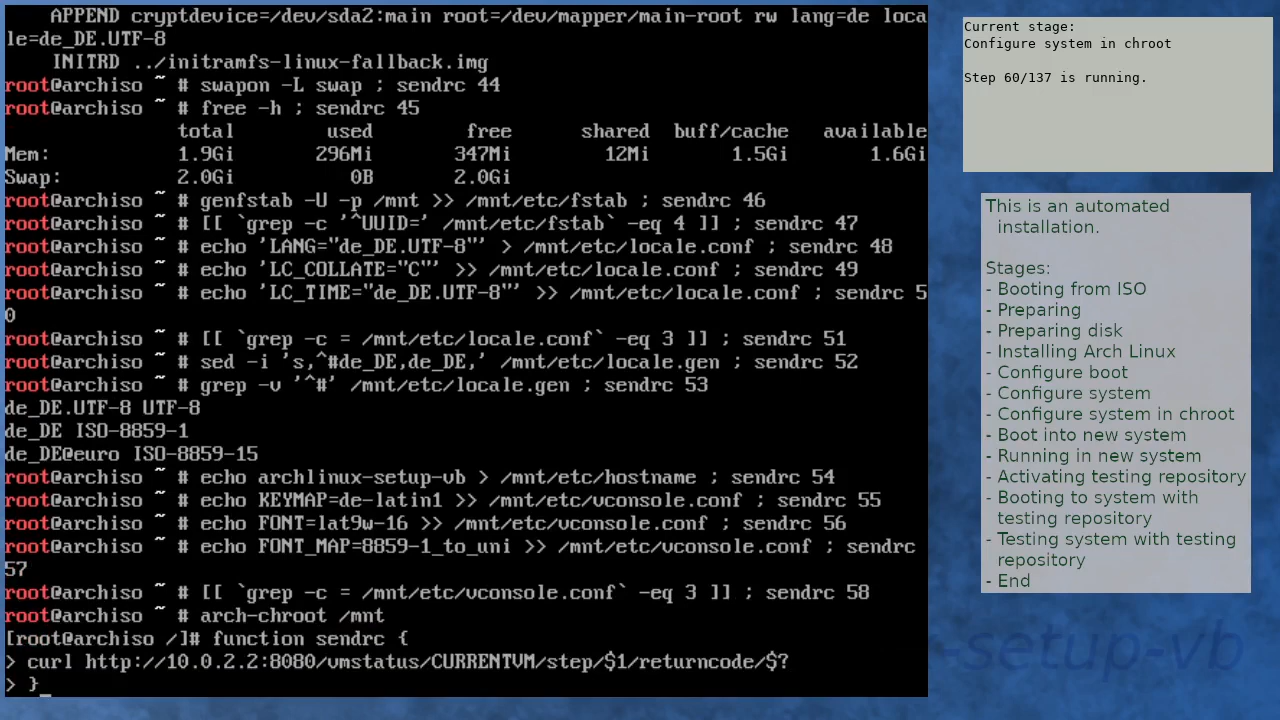 APPEND cryptdevice=/dev/sda2:main root=/dev/mapper/main-root rw lang=de loca
le=de_DE.UTF-8
INITRD ../initramfs-linux-fallback.img
root@archiso ~ # swapon -L swap ; sendrc 44
root@archiso ~ # free -h ; sendrc 45
total used free shared buff/cache available
Mem: 1.9Gi 296Mi 347Mi 12Mi 1.5Gi 1.6Gi
Swap: 2.0Gi 0B 2.0Gi
root@archiso ~ # genfstab -U -p /mnt >> /mnt/etc/fstab ; sendrc 46
root@archiso ~ # [[ `grep -c '^UUID=' /mnt/etc/fstab` -eq 4 ]] ; sendrc 47
root@archiso ~ # echo 'LANG="de_DE.UTF-8"' > /mnt/etc/locale.conf ; sendrc 48
root@archiso ~ # echo 'LC_COLLATE="C"' >> /mnt/etc/locale.conf ; sendrc 49
root@archiso ~ # echo 'LC_TIME="de_DE.UTF-8"' >> /mnt/etc/locale.conf ; sendrc 5
0
root@archiso ~ # [[ `grep -c = /mnt/etc/locale.conf` -eq 3 ]] ; sendrc 51
root@archiso ~ # sed -i 's,^#de_DE,de_DE,' /mnt/etc/locale.gen ; sendrc 52
root@archiso ~ # grep -v '^#' /mnt/etc/locale.gen ; sendrc 53
de_DE.UTF-8 UTF-8
de_DE ISO-8859-1
de_DE@euro ISO-8859-15
root@archiso ~ # echo archlinux-setup-vb > /mnt/etc/hostname ; sendrc 54
root@archiso ~ # echo KEYMAP=de-latin1 >> /mnt/etc/vconsole.conf ; sendrc 55
root@archiso ~ # echo FONT=lat9w-16 >> /mnt/etc/vconsole.conf ; sendrc 56
root@archiso ~ # echo FONT_MAP=8859-1_to_uni >> /mnt/etc/vconsole.conf ; sendrc
57
root@archiso ~ # [[ `grep -c = /mnt/etc/vconsole.conf` -eq 3 ]] ; sendrc 58
root@archiso ~ # arch-chroot /mnt
[root@archiso /]# function sendrc {
> curl http://10.0.2.2:8080/vmstatus/CURRENTVM/step/$1/returncode/$?
> }
Current stage:
Configure system in chroot
Step 60/137 is running.
This is an automated
installation.
Stages:
- Booting from ISO
- Preparing
- Preparing disk
- Installing Arch Linux
- Configure boot
- Configure system
- Configure system in chroot
- Boot into new system
- Running in new system
- Activating testing repository
- Booting to system with
testing repository
- Testing system with testing
repository
- End
-setup-vb